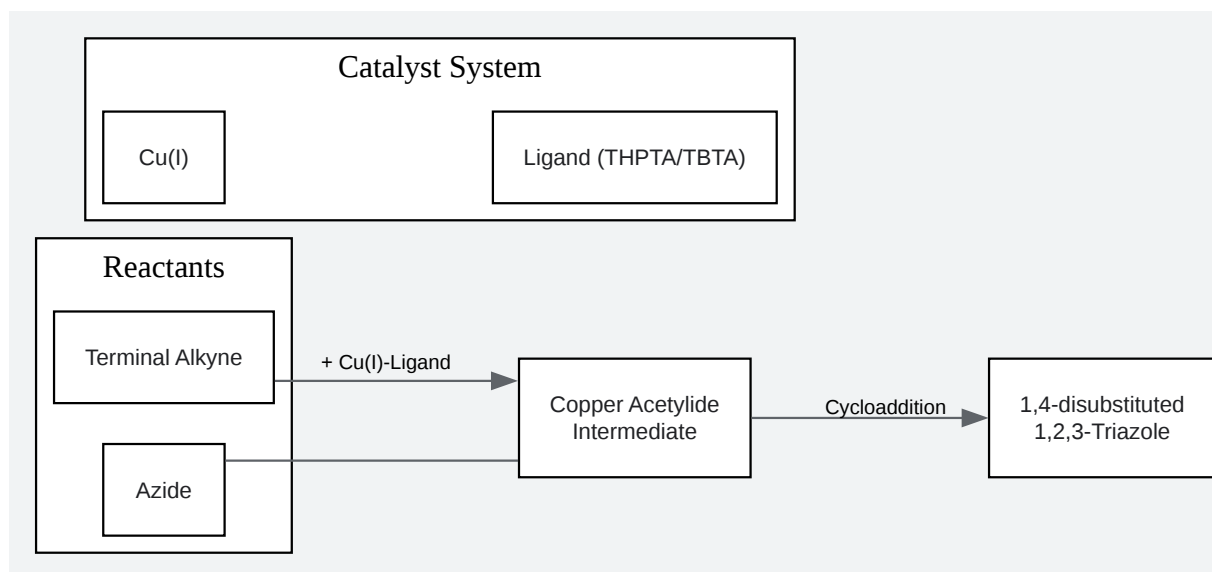 Catalyst System
Cu(I)
Ligand (THPTA/TBTA)
Reactants
Terminal Alkyne
+ Cu(I)-Ligand
Azide
Copper Acetylide
Intermediate
Cycloaddition
1,4-disubstituted
1,2,3-Triazole